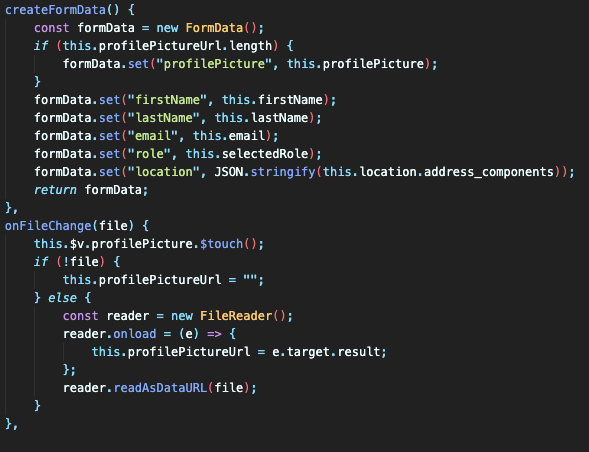 createFormData() {
    const formData = new FormData();
    if (this.profilePictureUrl.length) {
        formData.set("profilePicture", this.profilePicture);
    }
    formData.set("firstName", this.firstName);
    formData.set("lastName", this.lastName);
    formData.set("email", this.email);
    formData.set("role", this.selectedRole);
    formData.set("location", JSON.stringify(this.location.address_components));
    return formData;
},
onFileChange(file) {
    this.$v.profilePicture.$touch();
    if (!file) {
        this.profilePictureUrl = "";
    } else {
        const reader = new FileReader();
        reader.onload = (e) => {
            this.profilePictureUrl = e.target.result;
        };
        reader.readAsDataURL(file);
    }
},